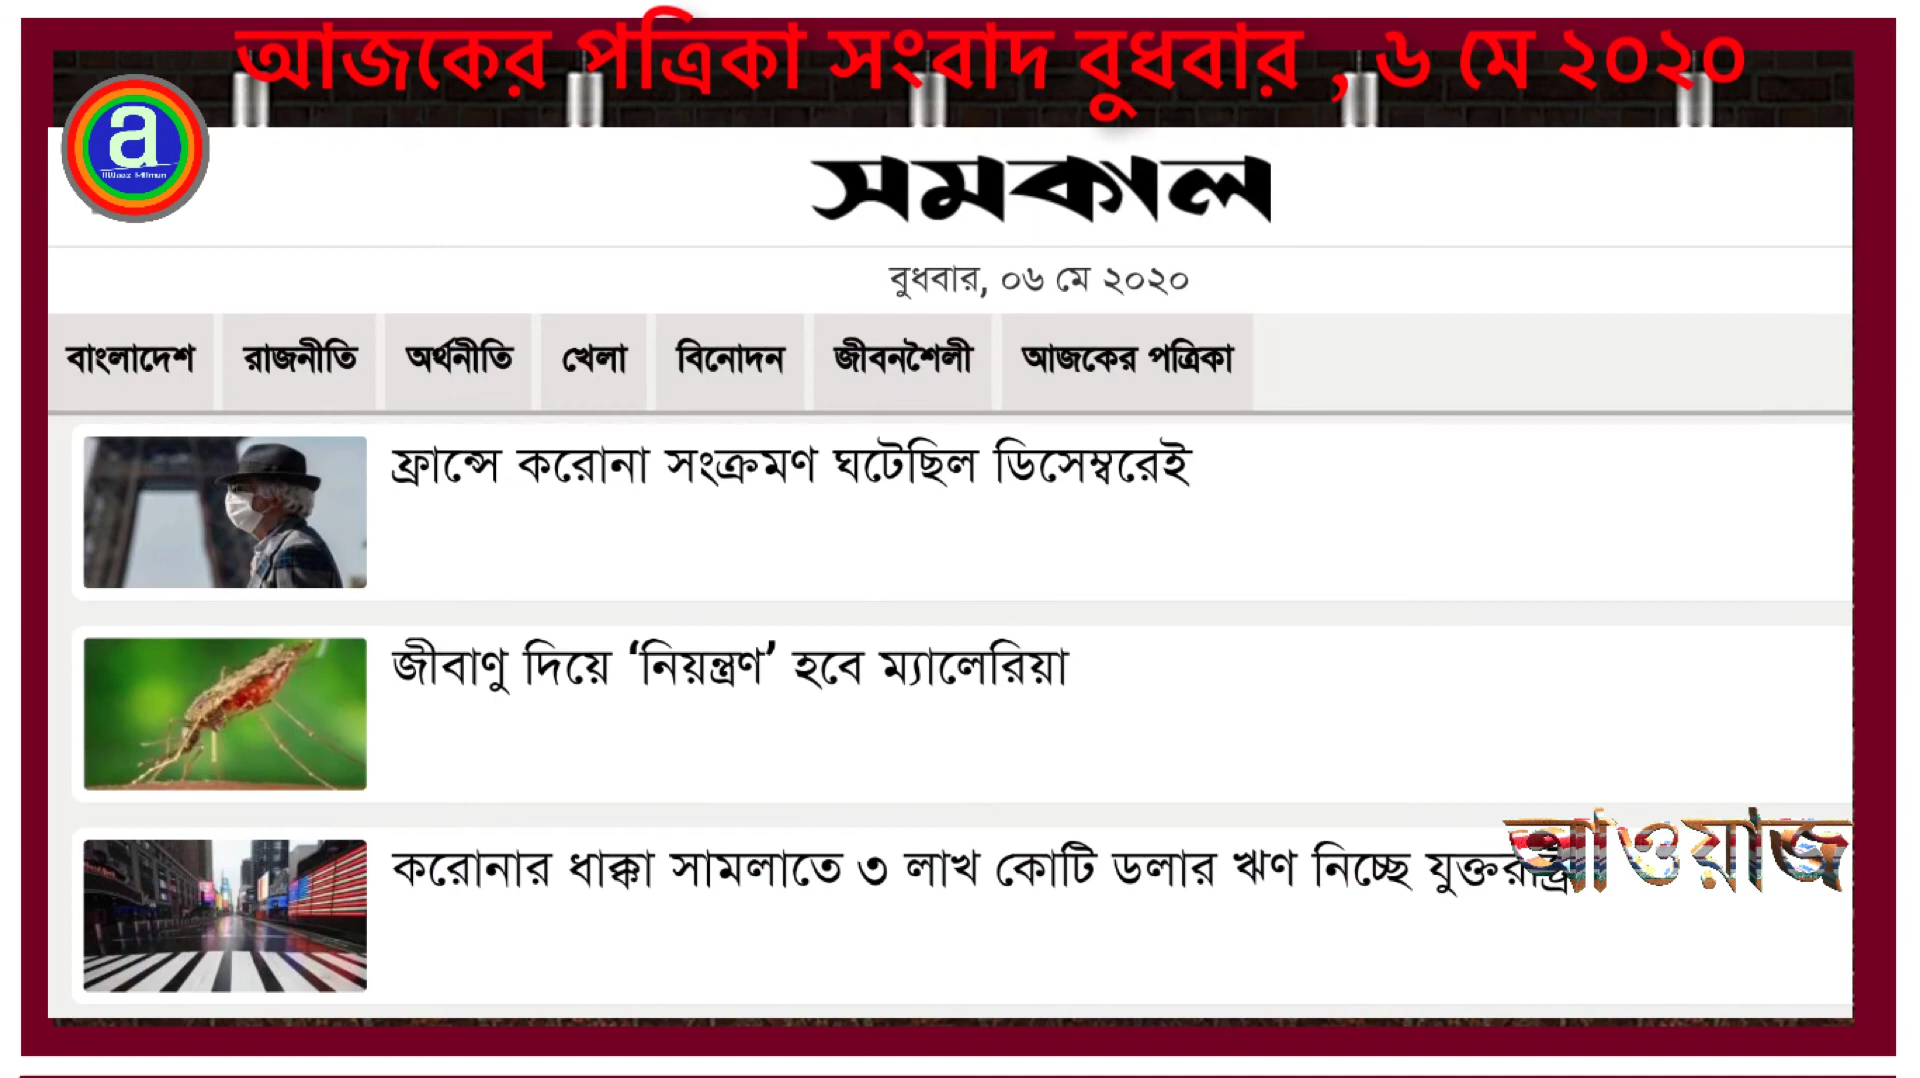 আজকের পত্রিকা সংবাদ বুধবার , ৬ মে ২০২০
a
সমকাল
বুধবার, ০৬ মে ২০২০
বাংলাদেশ রাজনীতি অর্থনীতি খেলা বিনোদন জীবনশৈলী আজকের পত্রিকা
ফ্রান্সে করোনা সংক্রমণ ঘটেছিল ডিসেম্বরেই
জীবাণু দিয়ে ‘নিয়ন্ত্রণ’ হবে ম্যালেরিয়া
করোনার ধাক্কা সামলাতে ৩ লাখ কোটি ডলার ঋণ নিচ্ছে যুক্তরাষ্ট্র
আওয়াজ